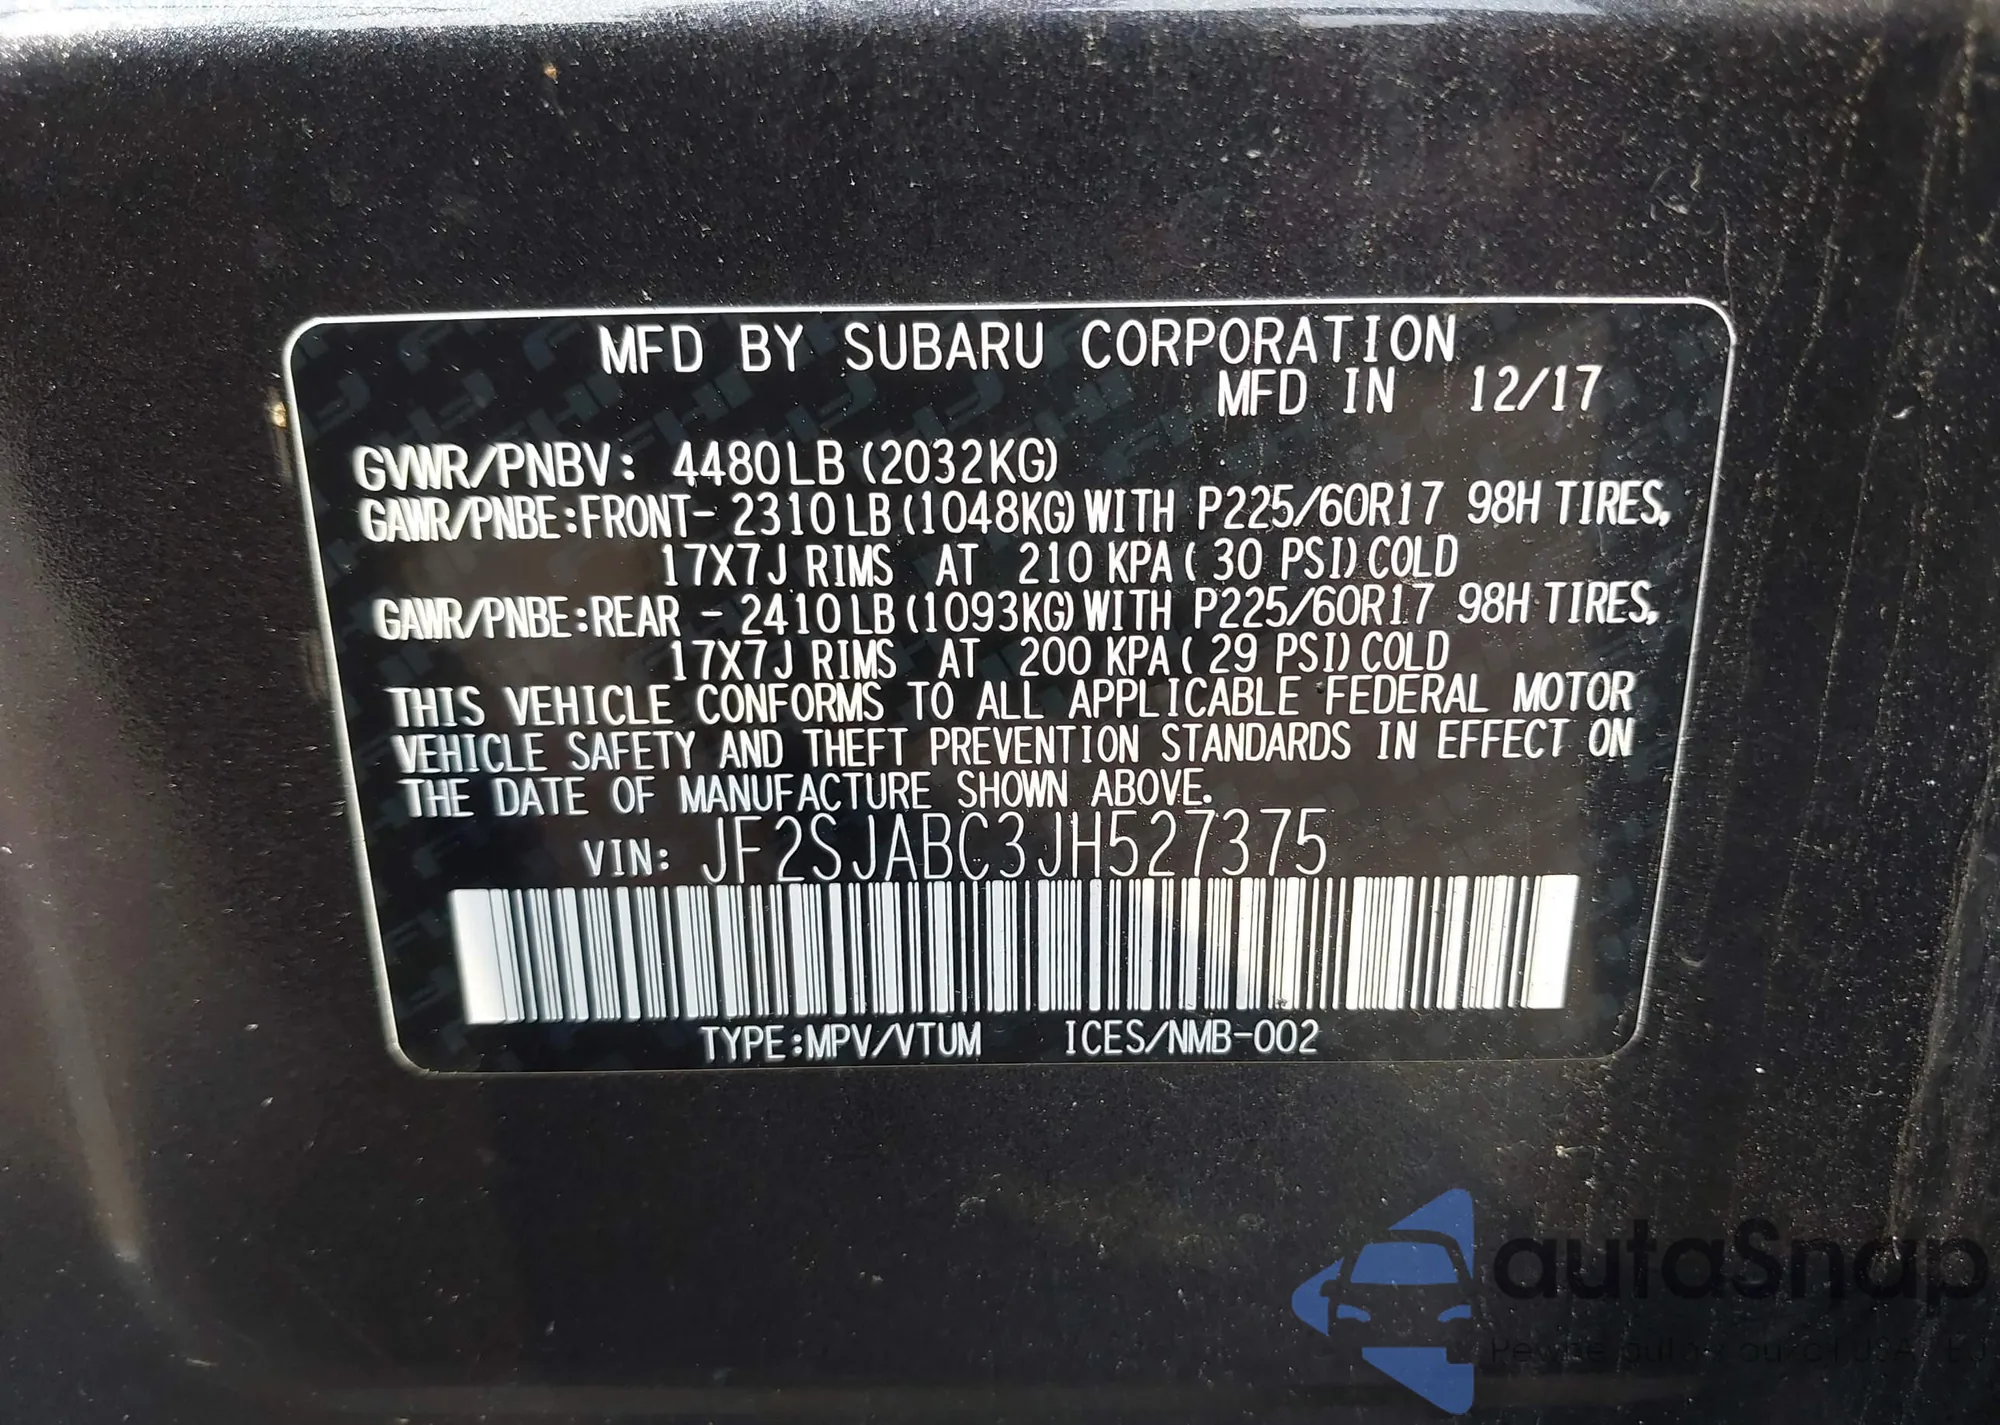 MFD BY SUBARU CORPORATION
MFD IN 12/17
GVWR/PNBV: 4480LB (2032KG)
GAWR/PNBE:FRONT- 2310LB (1048KG) WITH P225/60R17 98H TIRES,
17X7J RIMS AT 210 KPA ( 30 PSI) COLD
GAWR/PNBE:REAR - 2410LB (1093KG) WITH P225/60R17 98H TIRES,
17X7J RIMS AT 200 KPA ( 29 PSI) COLD
THIS VEHICLE CONFORMS TO ALL APPLICABLE FEDERAL MOTOR
VEHICLE SAFETY AND THEFT PREVENTION STANDARDS IN EFFECT ON
THE DATE OF MANUFACTURE SHOWN ABOVE.
VIN: JF2SJABC3JH527375
TYPE:MPV/VTUM ICES/NMB-002
autoSnap